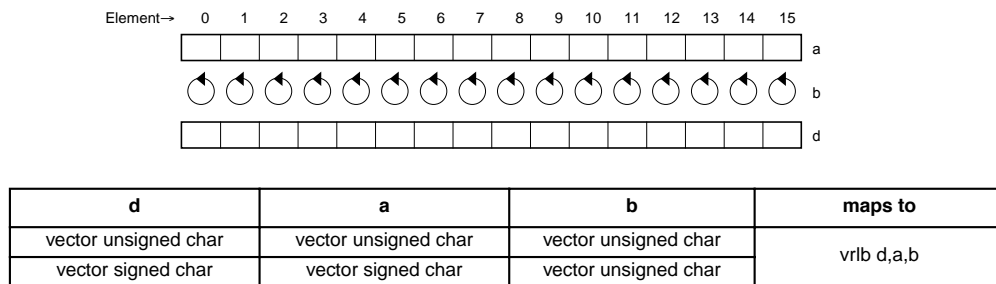 Element→ 0 1 2 3 4 5 6 7 8 9 10 11 12 13 14 15
a
b
d
d a b maps to
vector unsigned char vector unsigned char vector unsigned char vrlb d,a,b
vector signed char vector signed char vector unsigned char